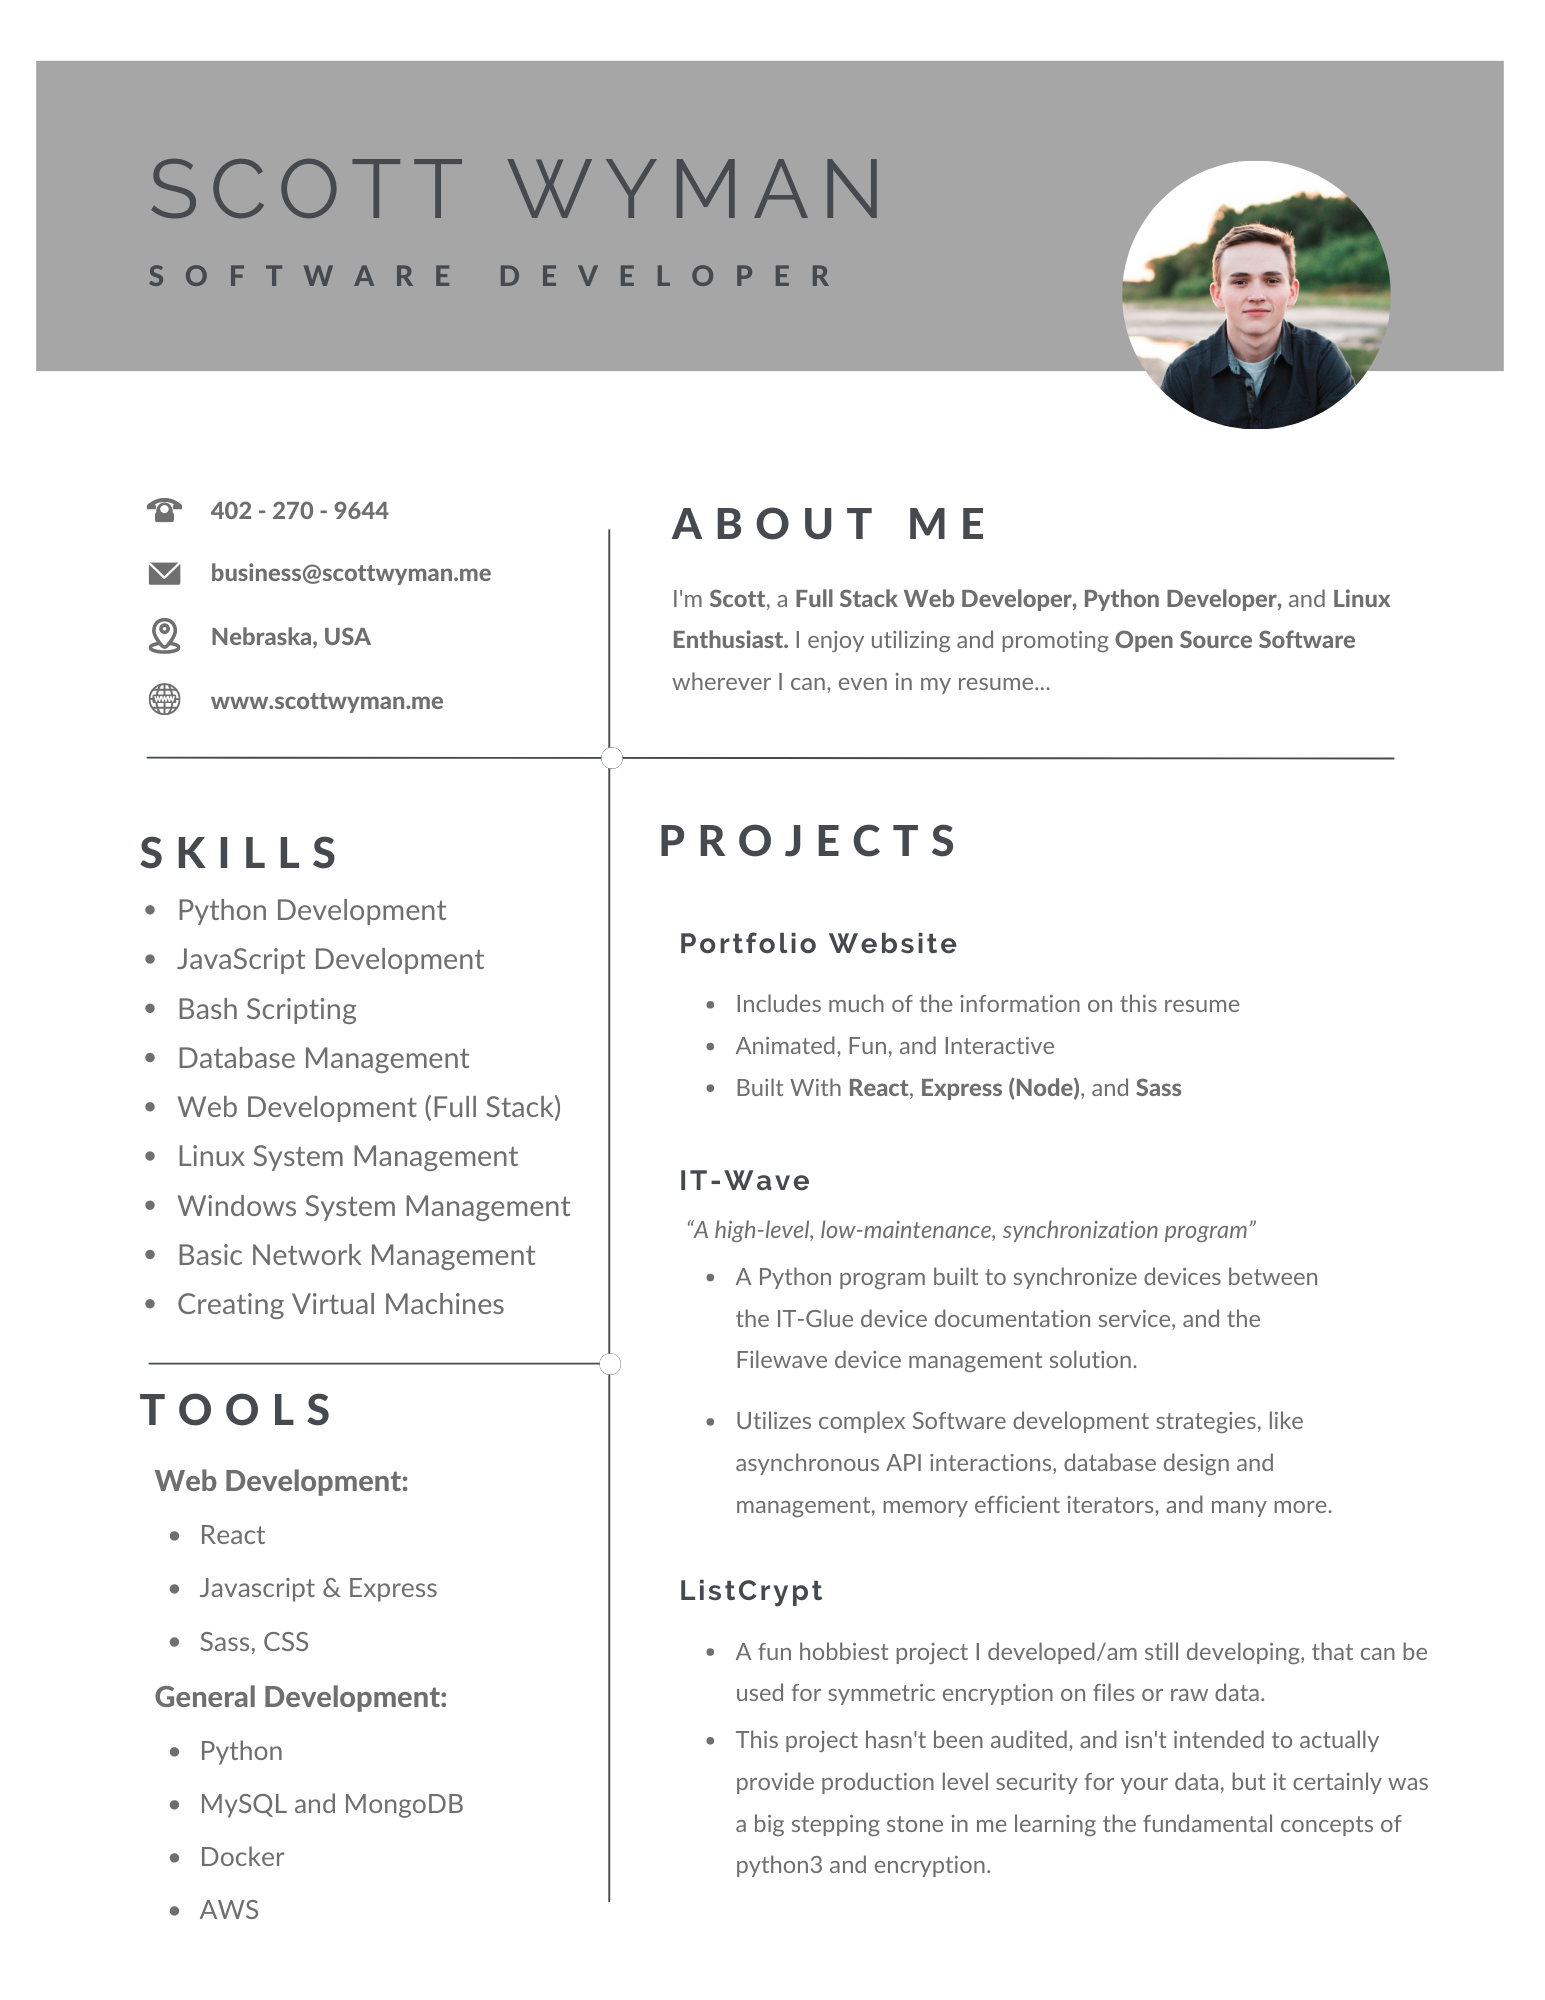 SCOTT WYMAN
SOFTWARE DEVELOPER
402 - 270 - 9644
business@scottwyman.me
Nebraska, USA
www.scottwyman.me
ABOUT ME
I'm Scott, a Full Stack Web Developer, Python Developer, and Linux
Enthusiast. I enjoy utilizing and promoting Open Source Software
wherever I can, even in my resume...
SKILLS
• Python Development
• JavaScript Development
• Bash Scripting
• Database Management
• Web Development (Full Stack)
• Linux System Management
• Windows System Management
• Basic Network Management
• Creating Virtual Machines
TOOLS
Web Development:
• React
• Javascript & Express
• Sass, CSS
General Development:
• Python
• MySQL and MongoDB
• Docker
• AWS
PROJECTS
Portfolio Website
• Includes much of the information on this resume
• Animated, Fun, and Interactive
• Built With React, Express (Node), and Sass
IT-Wave
“A high-level, low-maintenance, synchronization program”
• A Python program built to synchronize devices between
the IT-Glue device documentation service, and the
Filewave device management solution.
• Utilizes complex Software development strategies, like
asynchronous API interactions, database design and
management, memory efficient iterators, and many more.
ListCrypt
• A fun hobbiest project I developed/am still developing, that can be
used for symmetric encryption on files or raw data.
• This project hasn't been audited, and isn't intended to actually
provide production level security for your data, but it certainly was
a big stepping stone in me learning the fundamental concepts of
python3 and encryption.